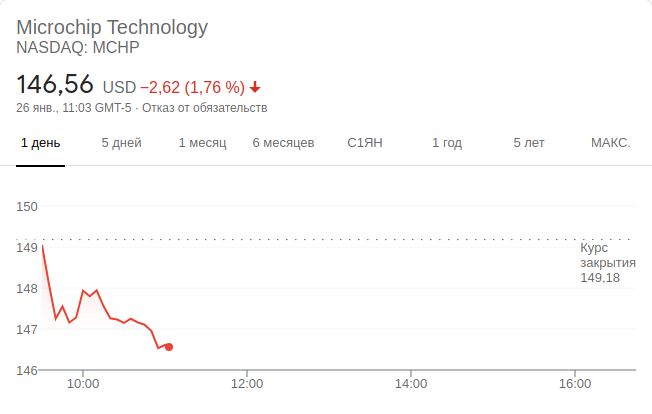 Microchip Technology
NASDAQ: MCHP
146,56 USD −2,62 (1,76 %)
26 янв., 11:03 GMT-5 · Отказ от обязательств
1 день 5 дней 1 месяц 6 месяцев С1ЯН 1 год 5 лет МАКС.
150
149
148
147
146
Курс
закрытия
149,18
10:00 12:00 14:00 16:00